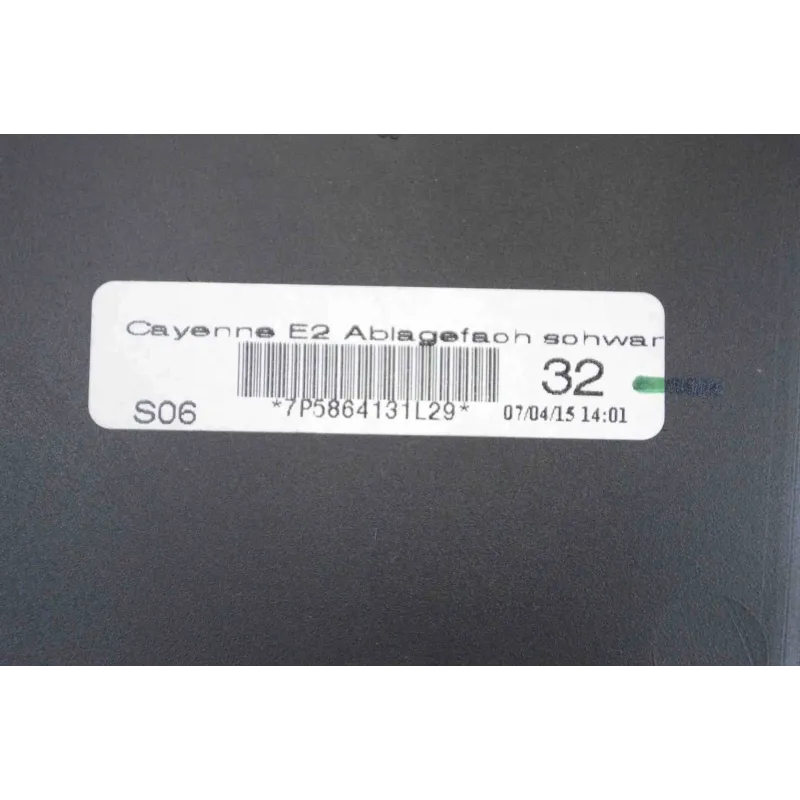 Cayenne E2 Ablagefach schwar
32
*7P5864131L29*
S06
07/04/15 14:01